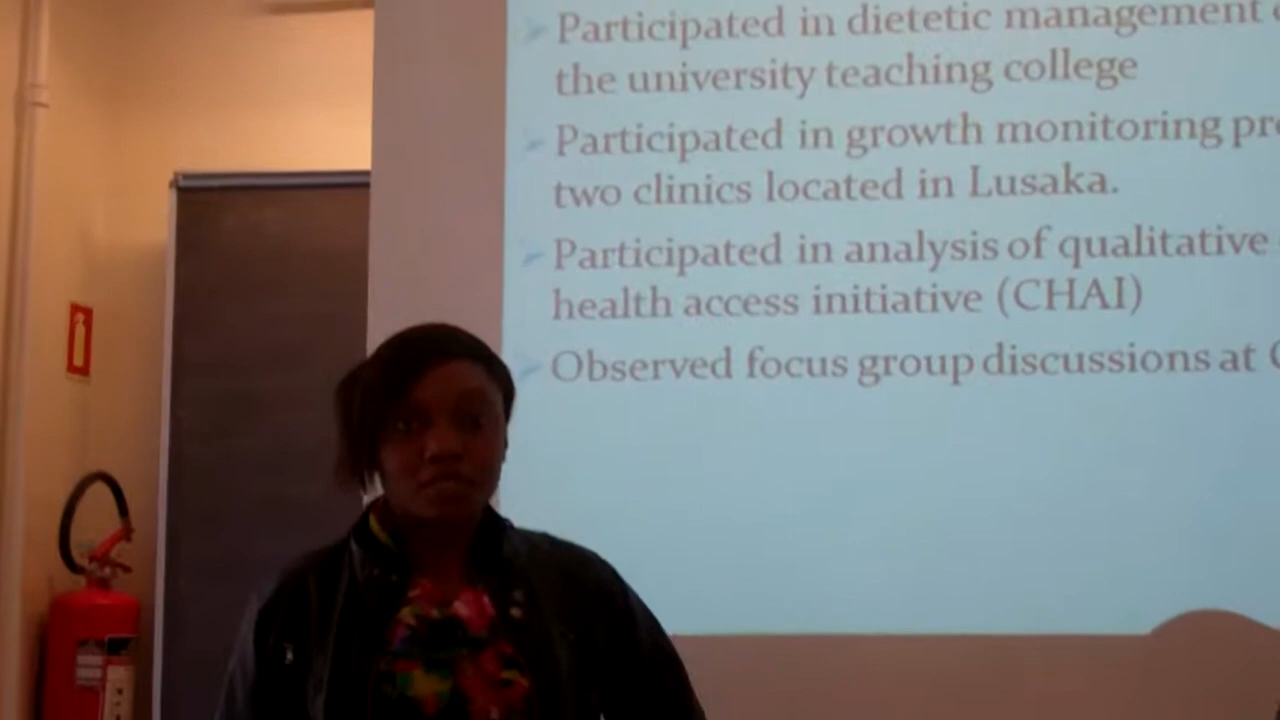 Participated in dietetic management
the university teaching college
Participated in growth monitoring
two clinics located in Lusaka.
Participated in analysis of qualitative
health access initiative (CHAI)
Observed focus group discussions at